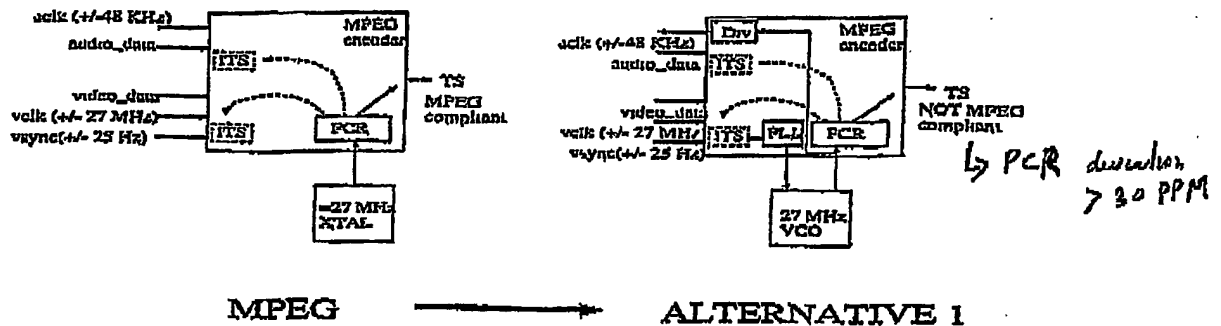 aclk (+/-48 KHz)
audio_data
ITS
video_data
vclk (+/- 27 MHz)
vsync(+/- 25 Hz)
ITS
MPEG
encoder
PCR
TS
MPEG
compliant
=27 MHz
XTAL
MPEG
aclk (+/-48 KHz)
audio_data
Div
ITS
video_data
vclk (+/- 27 MHz)
vsync(+/- 25 Hz)
ITS
PLL
MPEG
encoder
PCR
TS
NOT MPEG
compliant
27 MHz
VCO
PCR
> 30 PPM
ALTERNATIVE 1